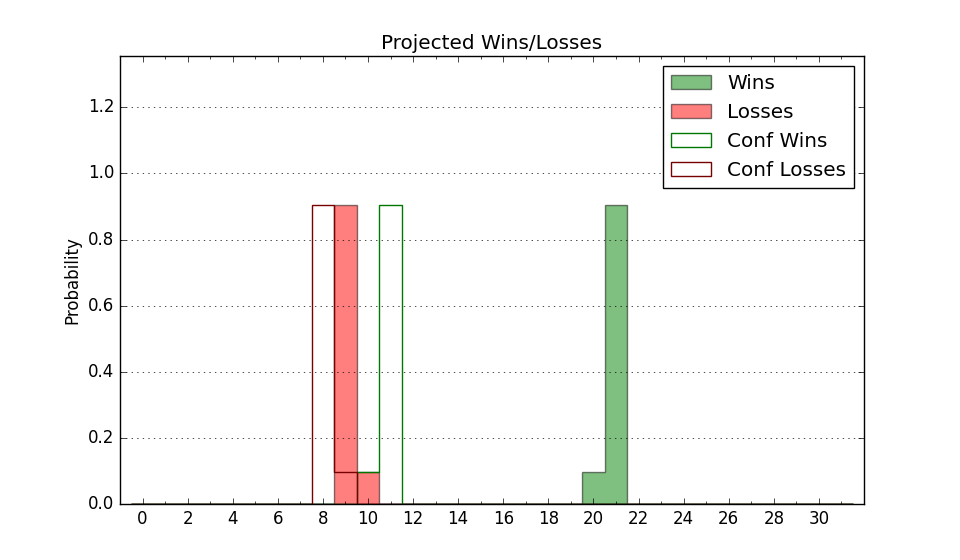 Projected Wins/Losses
Wins
Losses
Conf Wins
Conf Losses
Probability
1.2
1.0
0.8
0.6
0.4
0.2
0.0
0 2 4 6 8 10 12 14 16 18 20 22 24 26 28 30